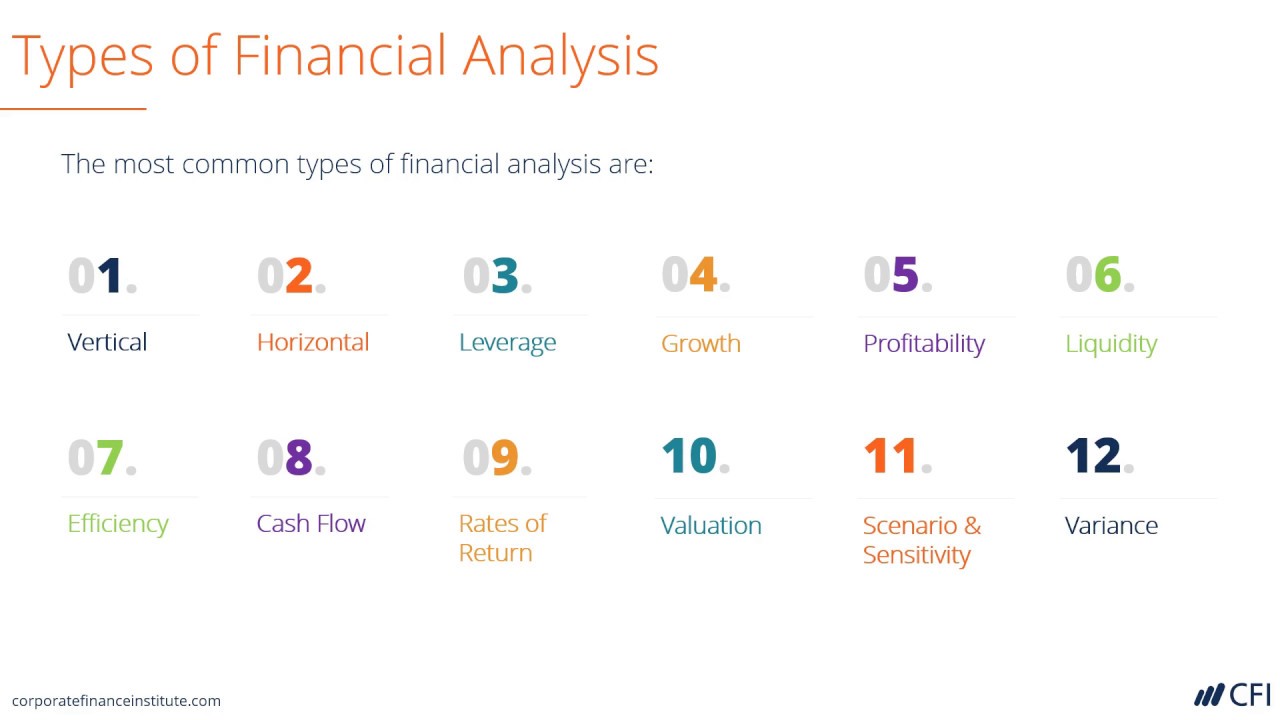 Types of Financial Analysis
The most common types of financial analysis are:
01.
Vertical
02.
Horizontal
03.
Leverage
04.
Growth
05.
Profitability
06.
Liquidity
07.
Efficiency
08.
Cash Flow
09.
Rates of
Return
10.
Valuation
11.
Scenario &
Sensitivity
12.
Variance
corporatefinanceinstitute.com
CFI